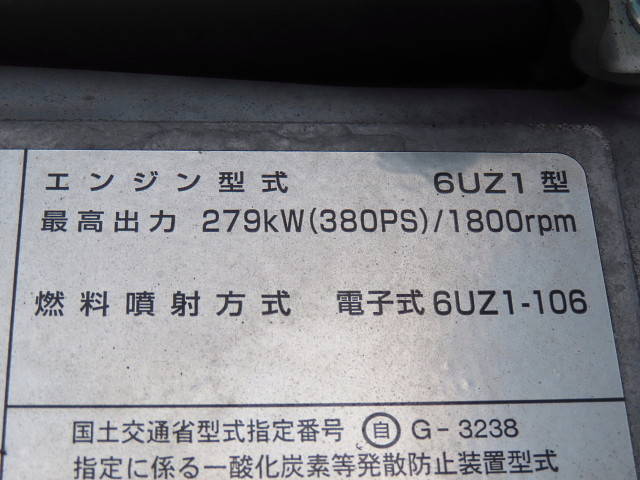 エンジン型式 6UZ1型
最高出力 279kW(380PS)/1800rpm
燃料噴射方式 電子式6UZ1-106
国土交通省型式指定番号 ㊀自 G-3238
指定に係る一酸化炭素等発散防止装置型式